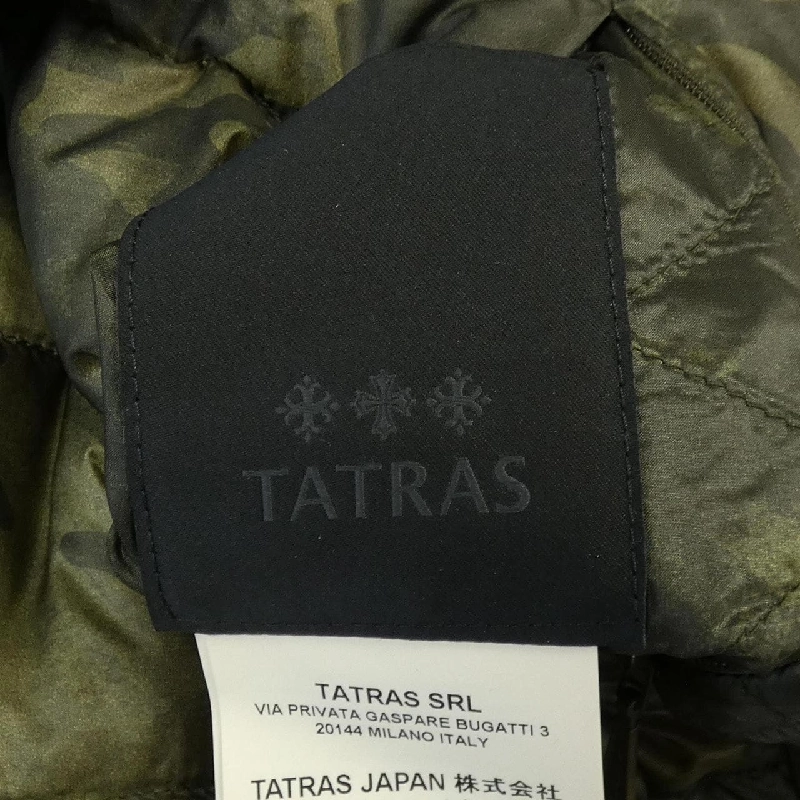 TATRAS
TATRAS SRL
VIA PRIVATA GASPARE BUGATTI 3
20144 MILANO ITALY
TATRAS JAPAN 株式会社